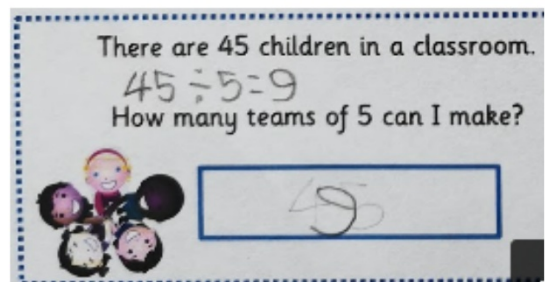 There are 45 children in a classroom.
45÷5=9
How many teams of 5 can I make?
9